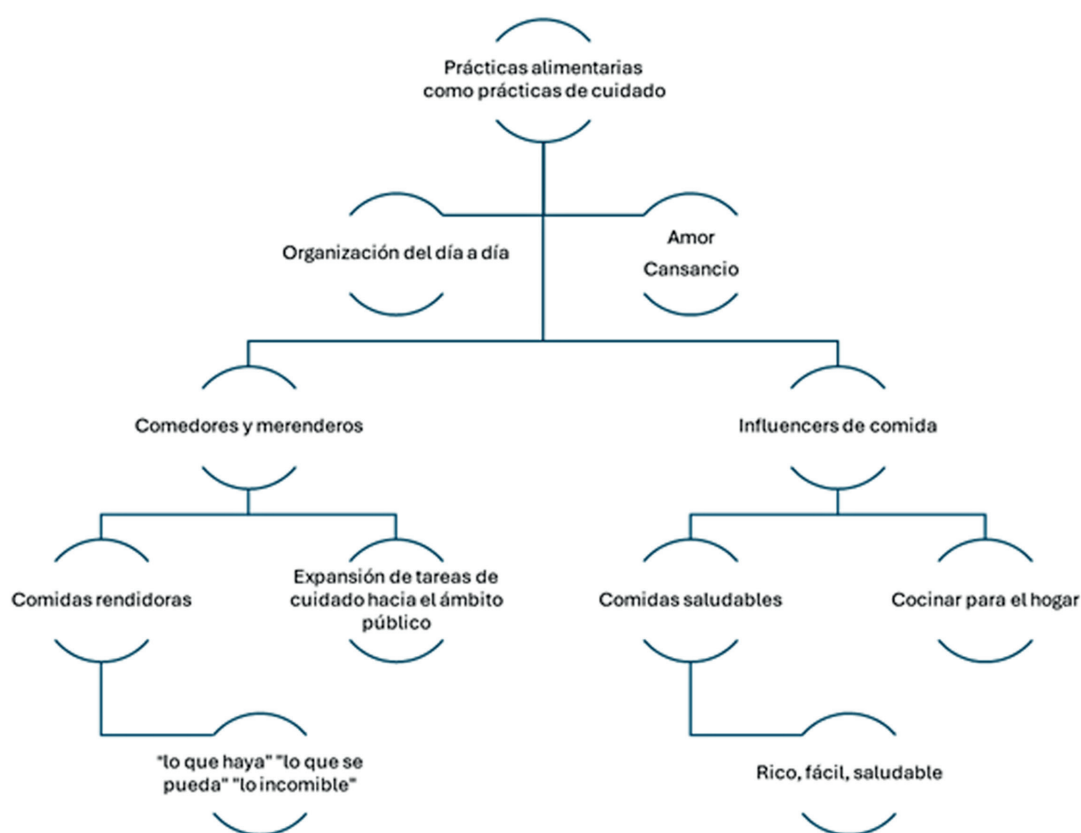 Prácticas alimentarias
como prácticas de cuidado
Organización del día a día
Amor
Cansancio
Comedores y merenderos
Influencers de comida
Comidas rendidoras
Expansión de tareas de
cuidado hacia el ámbito
público
Comidas saludables
Cocinar para el hogar
"lo que haya" "lo que se
pueda" "lo incomible"
Rico, fácil, saludable